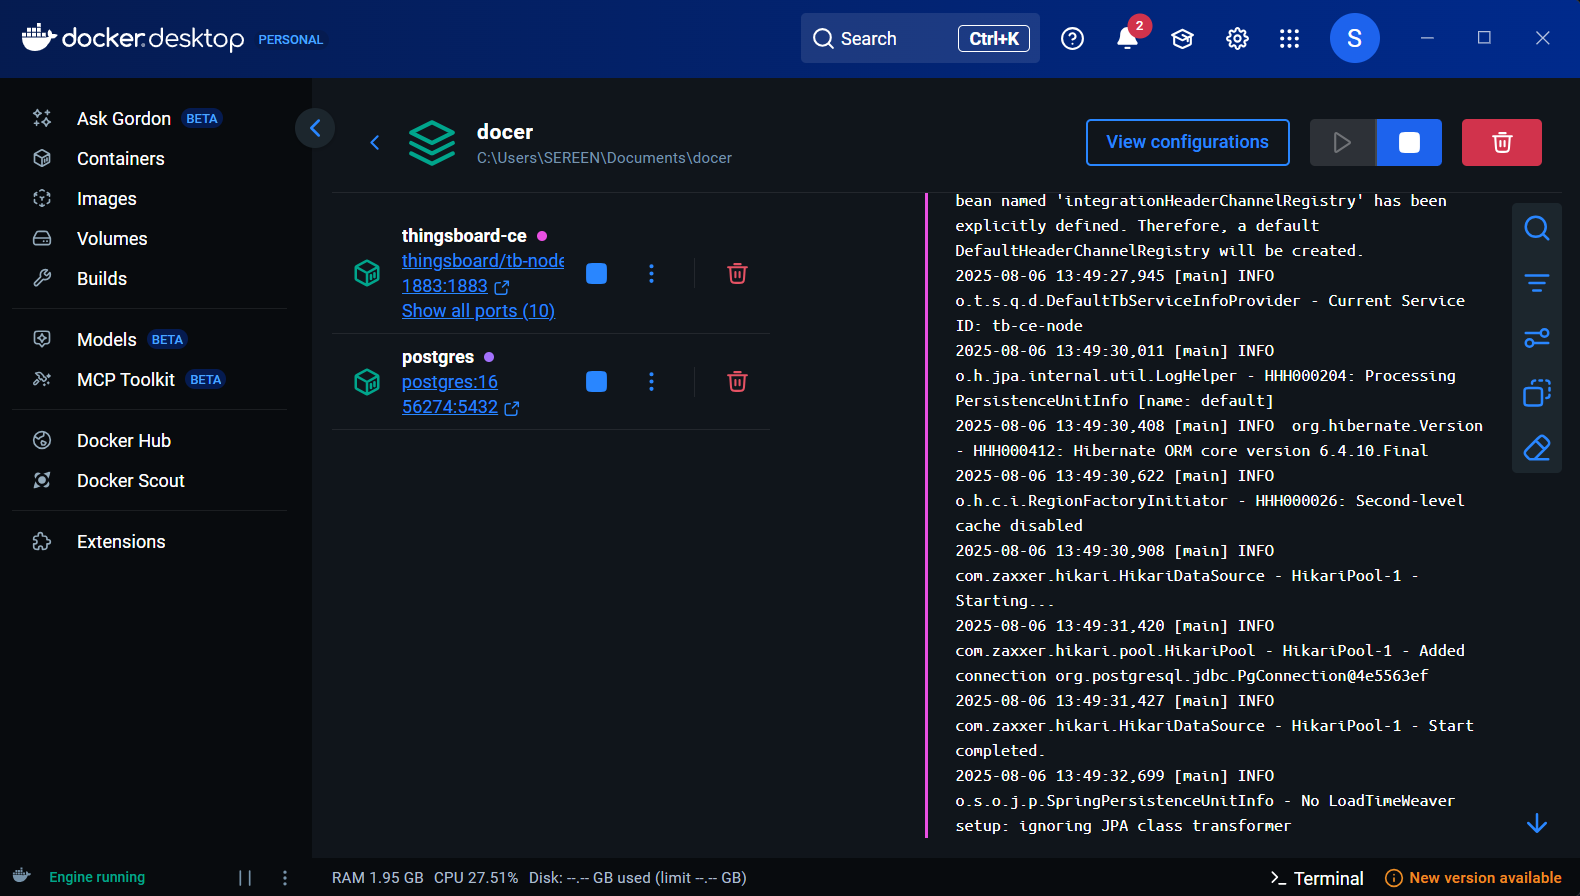 docker.desktop PERSONAL
Search Ctrl+K
2
S
Ask Gordon BETA
Containers
Images
Volumes
Builds
Models BETA
MCP Toolkit BETA
Docker Hub
Docker Scout
Extensions
docer
C:\Users\SEREEN\Documents\docer
View configurations
thingsboard-ce
thingsboard/tb-node
1883:1883
Show all ports (10)
postgres
postgres:16
56274:5432
bean named 'integrationHeaderChannelRegistry' has been
explicitly defined. Therefore, a default
DefaultHeaderChannelRegistry will be created.
2025-08-06 13:49:27,945 [main] INFO
o.t.s.q.d.DefaultTbServiceInfoProvider - Current Service
ID: tb-ce-node
2025-08-06 13:49:30,011 [main] INFO
o.h.jpa.internal.util.LogHelper - HHH000204: Processing
PersistenceUnitInfo [name: default]
2025-08-06 13:49:30,408 [main] INFO  org.hibernate.Version
- HHH000412: Hibernate ORM core version 6.4.10.Final
2025-08-06 13:49:30,622 [main] INFO
o.h.c.i.RegionFactoryInitiator - HHH000026: Second-level
cache disabled
2025-08-06 13:49:30,908 [main] INFO
com.zaxxer.hikari.HikariDataSource - HikariPool-1 -
Starting...
2025-08-06 13:49:31,420 [main] INFO
com.zaxxer.hikari.pool.HikariPool - HikariPool-1 - Added
connection org.postgresql.jdbc.PgConnection@4e5563ef
2025-08-06 13:49:31,427 [main] INFO
com.zaxxer.hikari.HikariDataSource - HikariPool-1 - Start
completed.
2025-08-06 13:49:32,699 [main] INFO
o.s.o.j.p.SpringPersistenceUnitInfo - No LoadTimeWeaver
setup: ignoring JPA class transformer
Engine running
RAM 1.95 GB CPU 27.51% Disk: --.-- GB used (limit --.-- GB)
Terminal
New version available